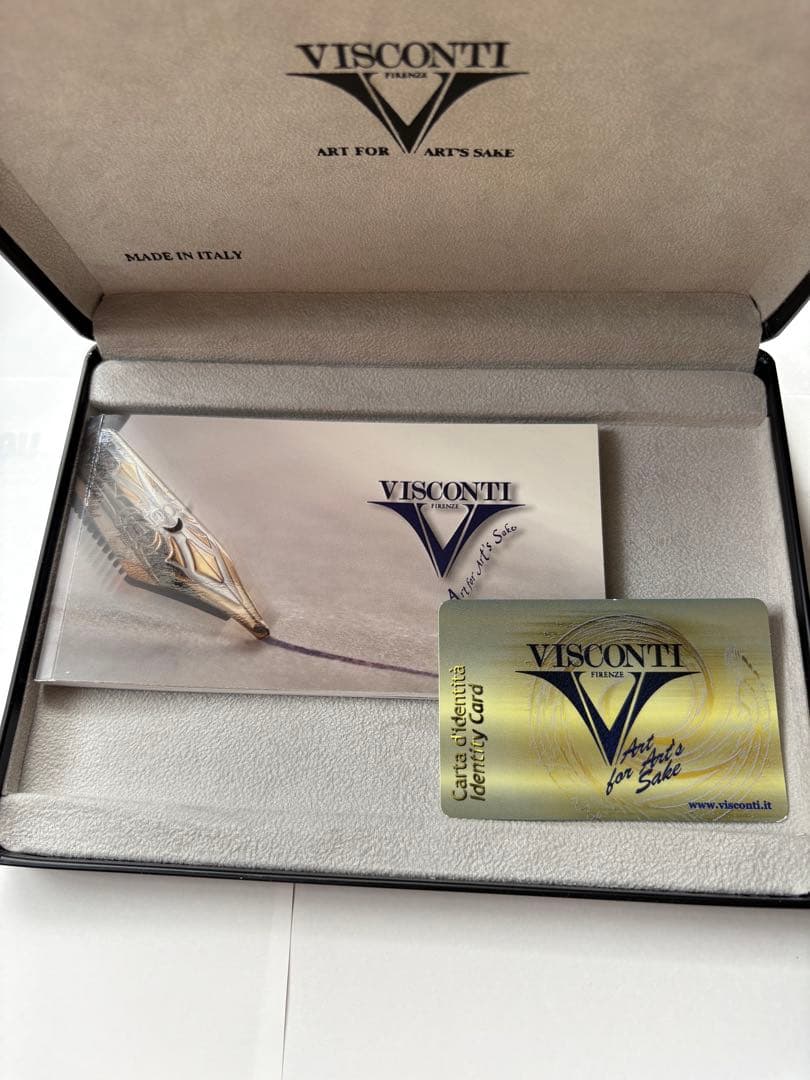 VISCONTI
FIRENZE
ART FOR ART'S SAKE
MADE IN ITALY
VISCONTI
FIRENZE
Art for Art's Sake
Carta d'identità
Identity Card
VISCONTI
FIRENZE
Art
for Art's
Sake
www.visconti.it